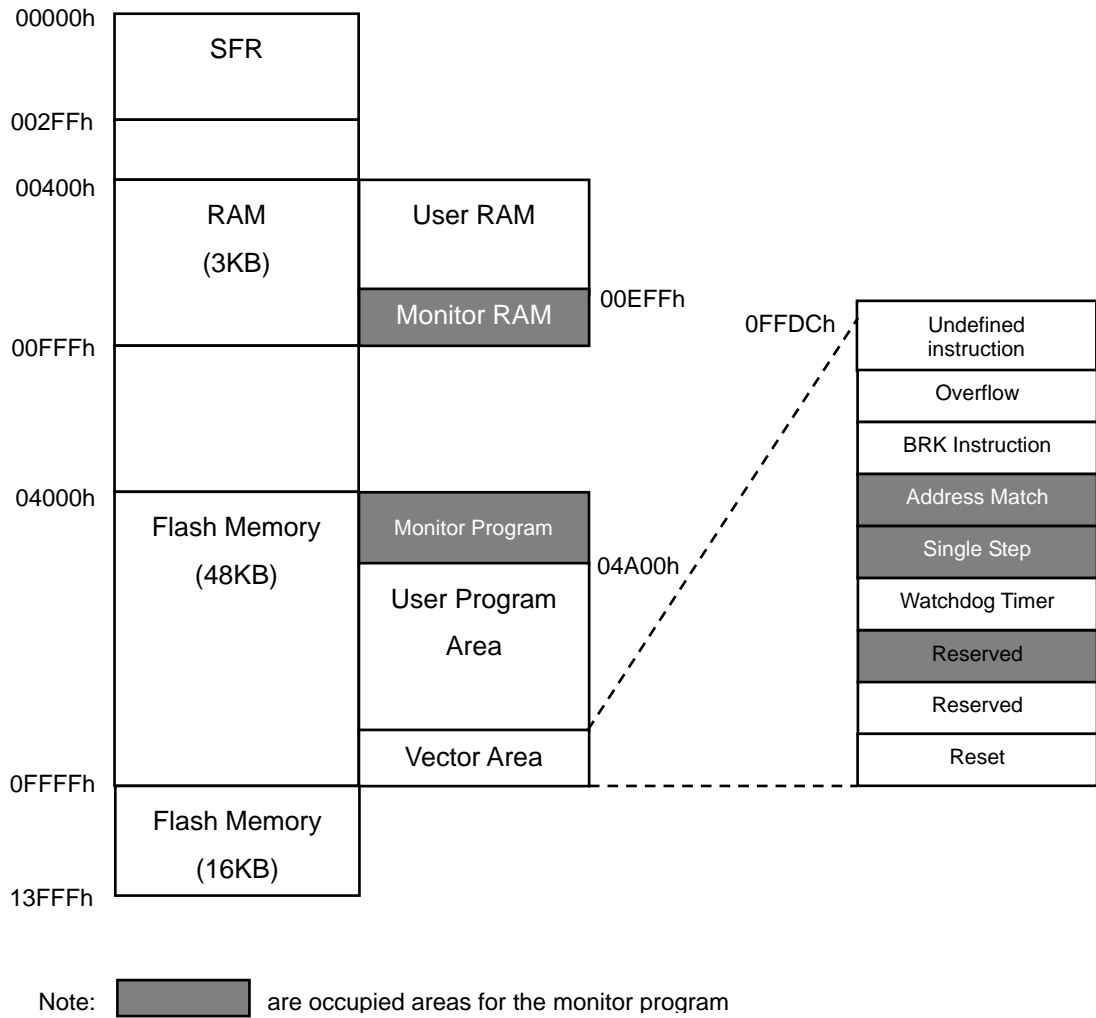 00000h
SFR
002FFh
00400h
RAM
(3KB)
User RAM
Monitor RAM
00EFFh
00FFFh
04000h
Flash Memory
(48KB)
Monitor Program
04A00h
User Program
Area
Vector Area
0FFFFh
Flash Memory
(16KB)
13FFFh
0FFDCh
Undefined
instruction
Overflow
BRK Instruction
Address Match
Single Step
Watchdog Timer
Reserved
Reserved
Reset
Note: are occupied areas for the monitor program